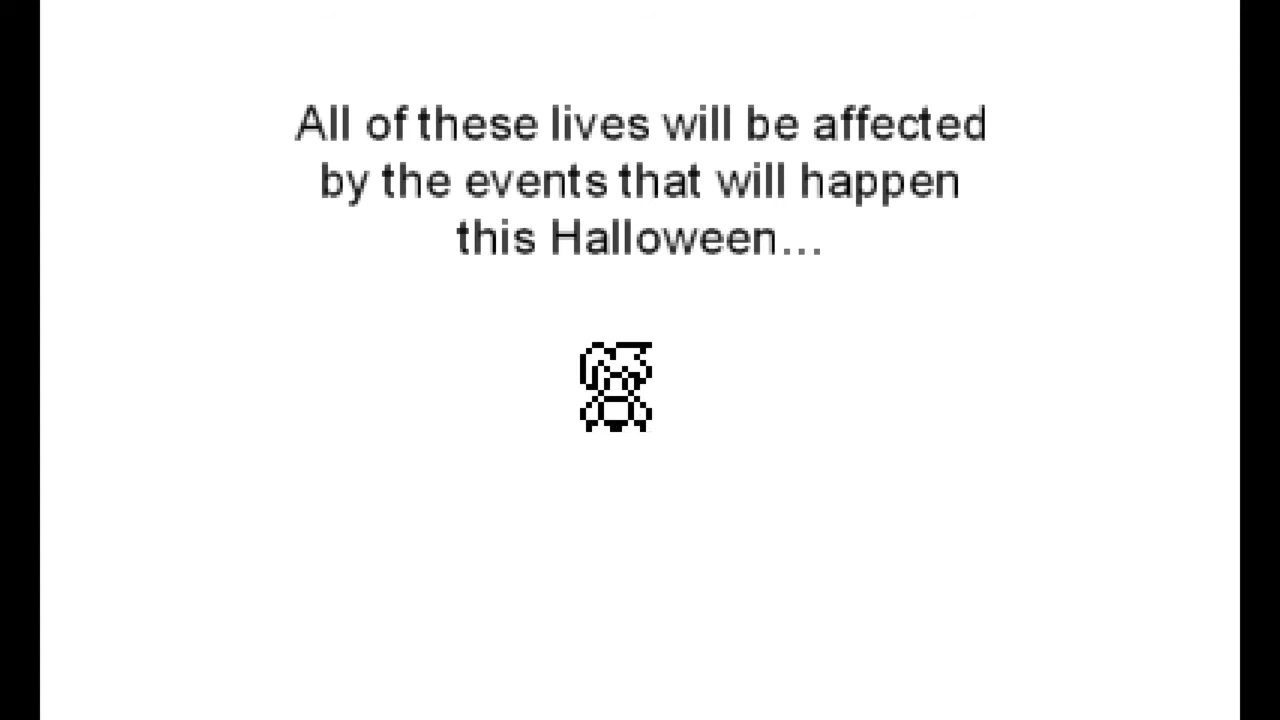 All of these lives will be affected
by the events that will happen
this Halloween...